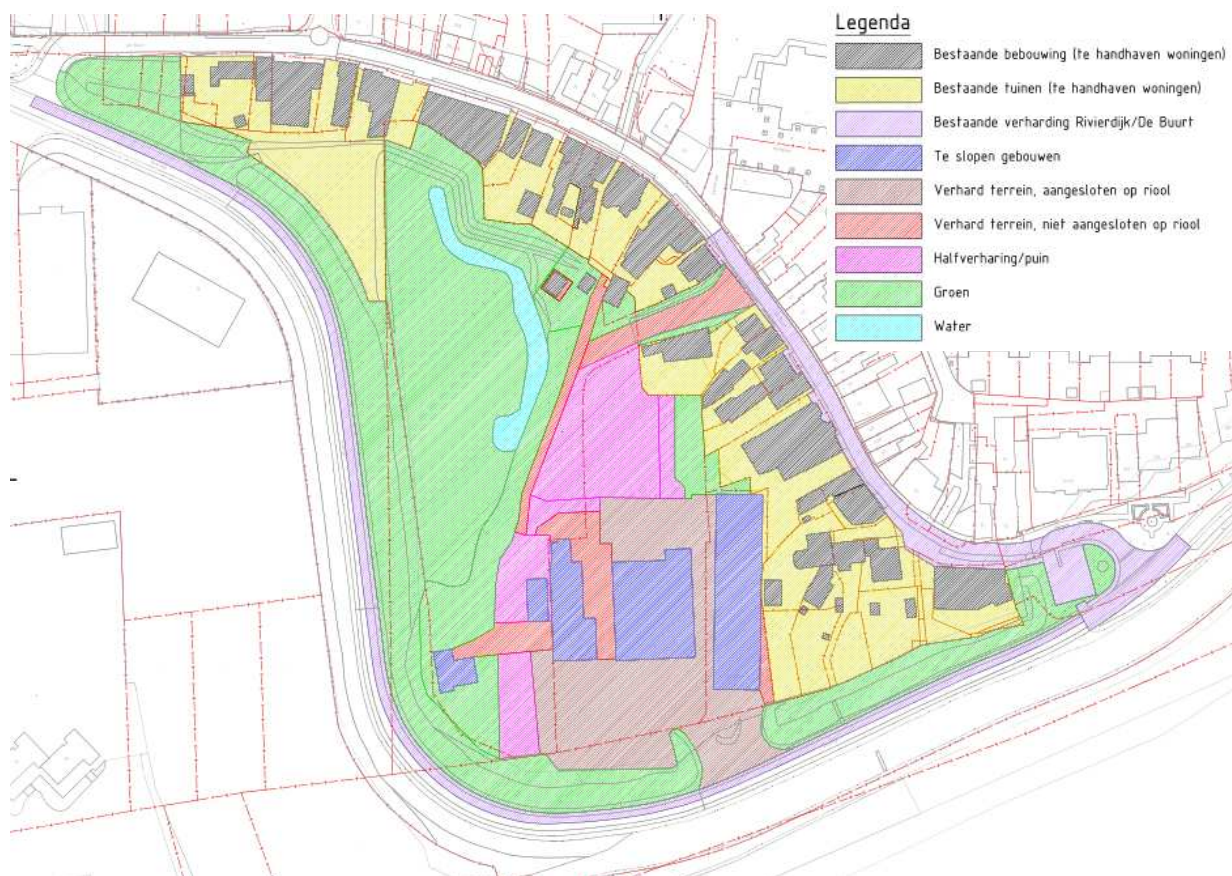 Legenda
Bestaande bebouwing (te handhaven woningen)
Bestaande tuinen (te handhaven woningen)
Bestaande verharding Rivierdijk/De Buurt
Te slopen gebouwen
Verhard terrein, aangesloten op riool
Verhard terrein, niet aangesloten op riool
Halfverharing/puin
Groen
Water